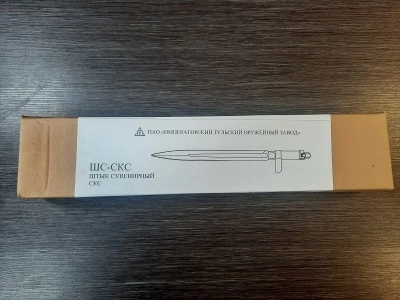 ПАО «ИМПЕРАТОРСКИЙ ТУЛЬСКИЙ ОРУЖЕЙНЫЙ ЗАВОД»
ШС-СКС
ШТЫК СУВЕНИРНЫЙ
СКС